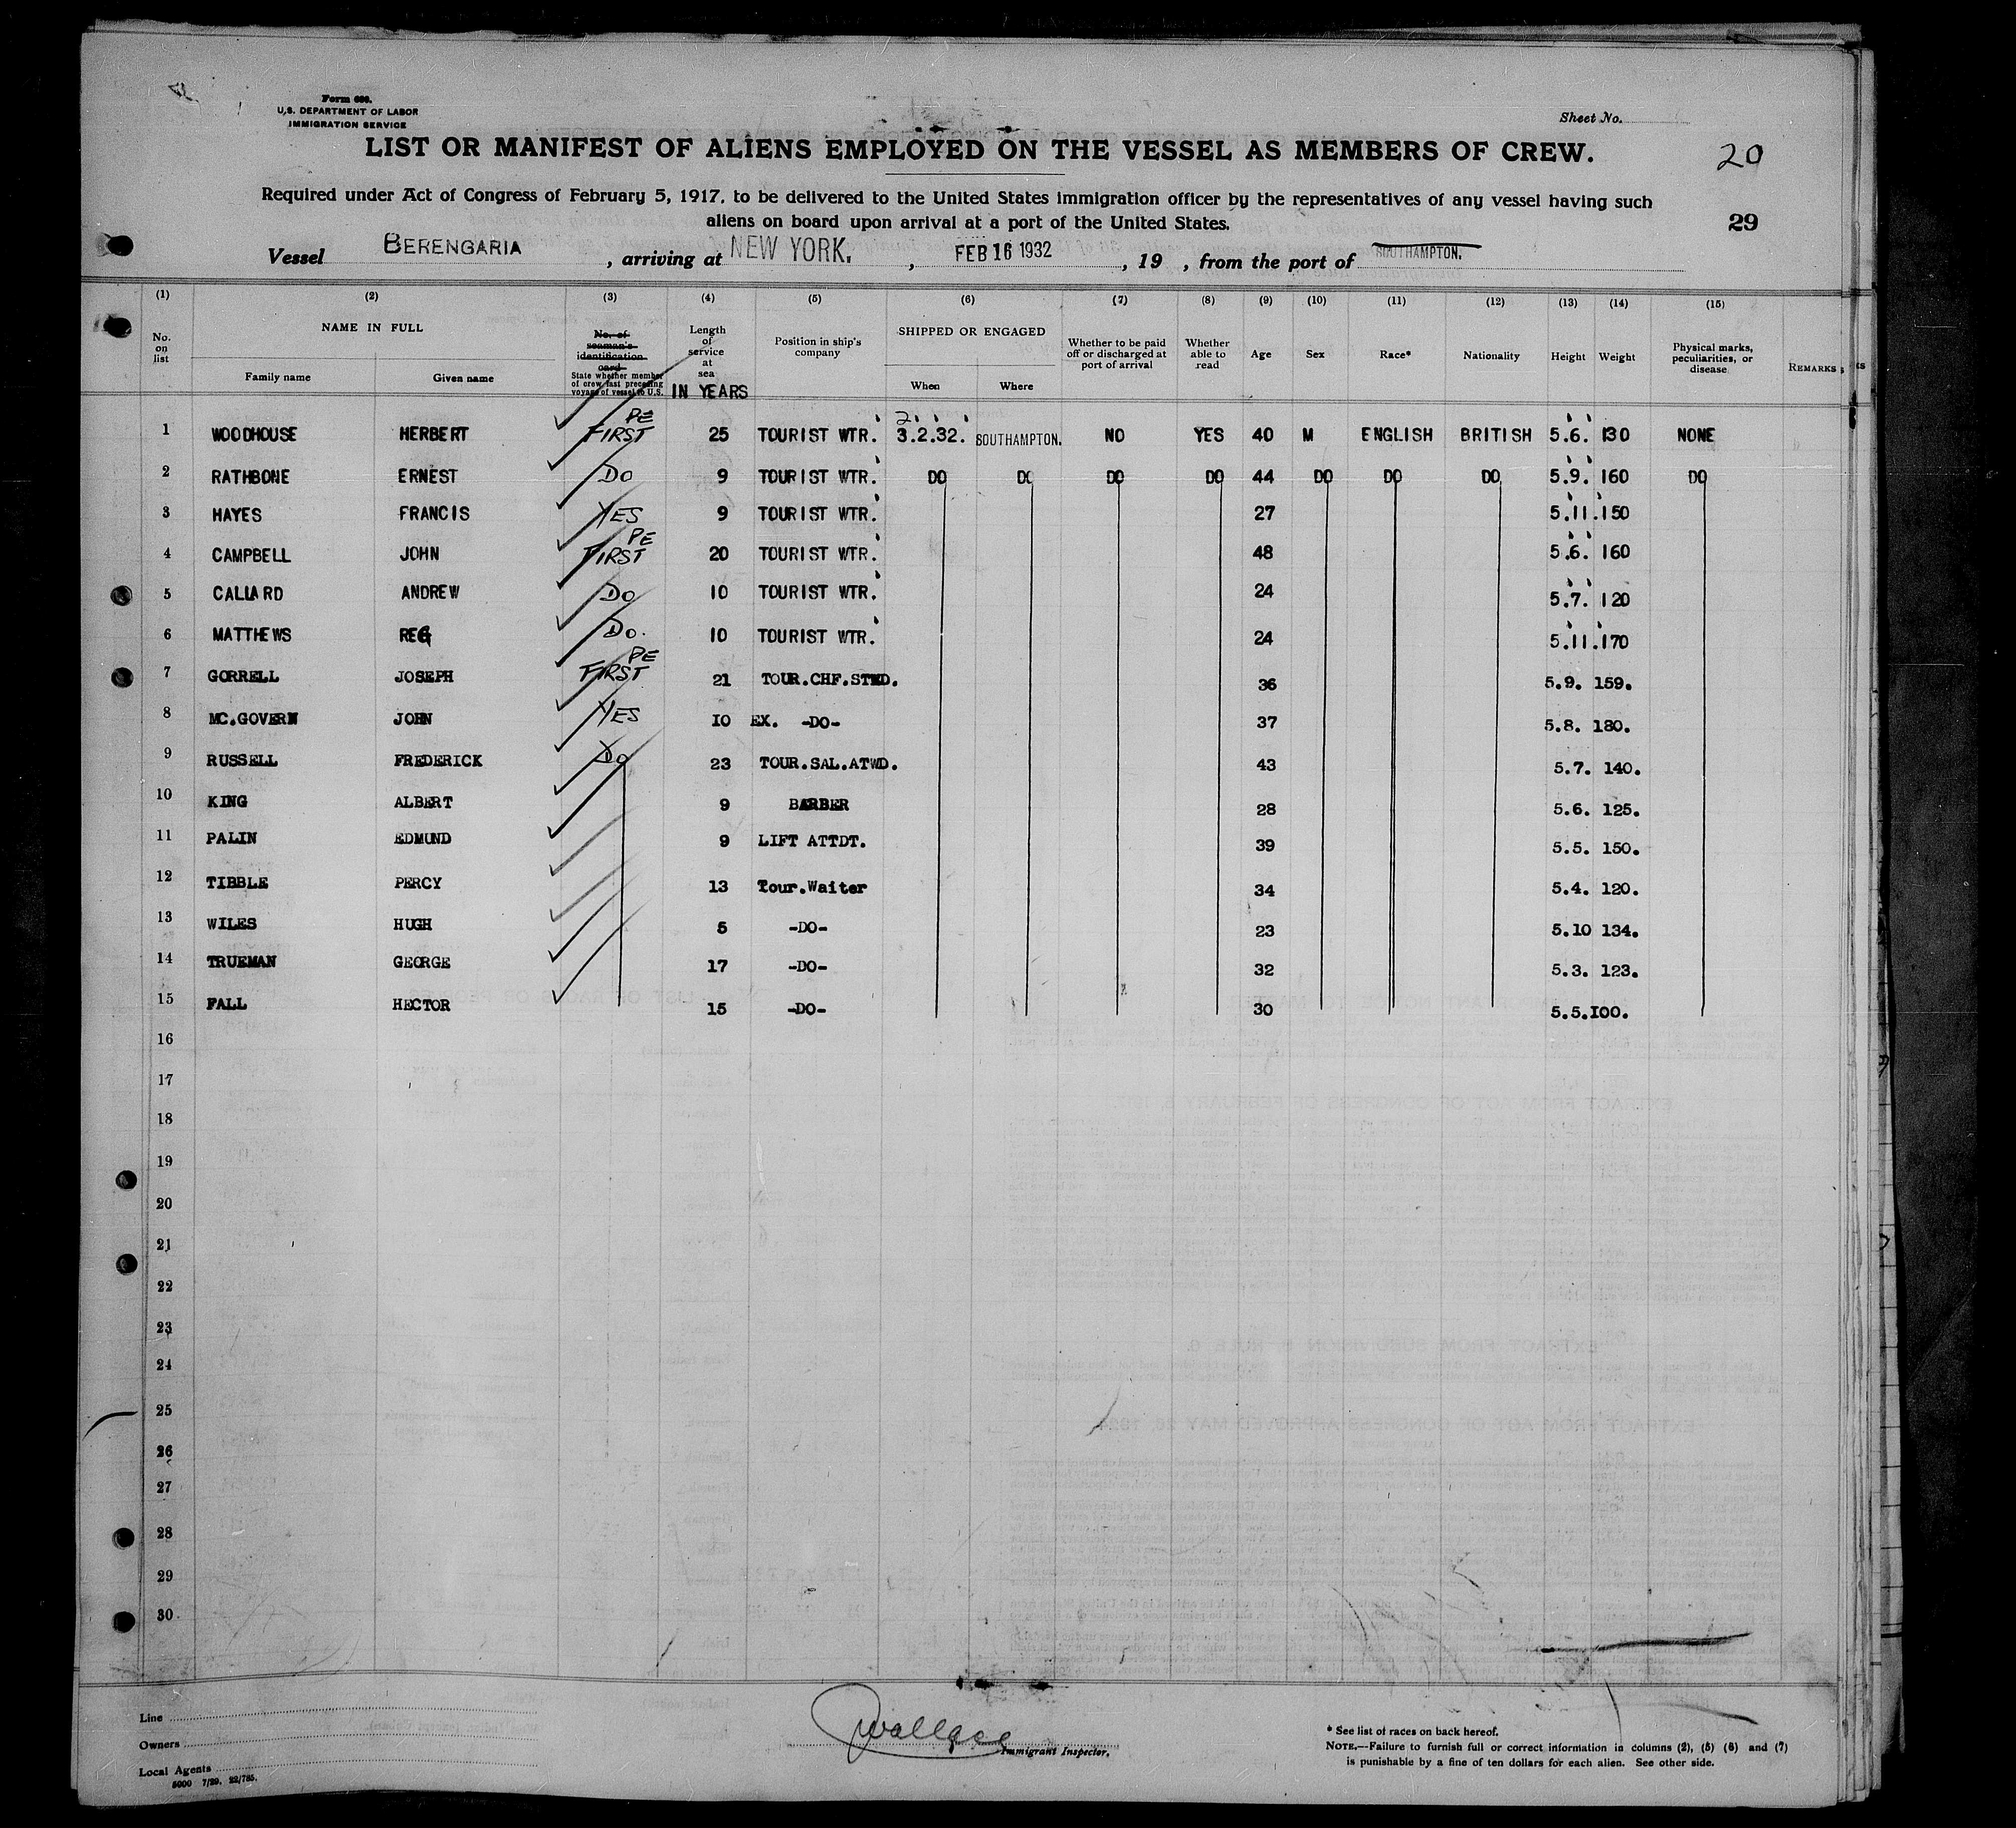 Form 689.
U.S. DEPARTMENT OF LABOR
IMMIGRATION SERVICE
Sheet No.
LIST OR MANIFEST OF ALIENS EMPLOYED ON THE VESSEL AS MEMBERS OF CREW.
20
Required under Act of Congress of February 5, 1917, to be delivered to the United States immigration officer by the representatives of any vessel having such
aliens on board upon arrival at a port of the United States.
29
Vessel BERENGARIA , arriving at NEW YORK. , FEB 16 1932 , 19 , from the port of SOUTHAMPTON.
(1) (2) (3) (4) (5) (6) (7) (8) (9) (10) (11) (12) (13) (14) (15)
No. on list NAME IN FULL Family name Given name No. of seaman's identification card State whether member of crew last preceding voyage of vessel to U.S. Length of service at sea IN YEARS Position in ship's company SHIPPED OR ENGAGED When Where Whether to be paid off or discharged at port of arrival Whether able to read Age Sex Race* Nationality Height Weight Physical marks, peculiarities, or disease REMARKS
1 WOODHOUSE HERBERT FIRST PE 25 TOURIST WTR. 3.2.32. SOUTHAMPTON. NO YES 40 M ENGLISH BRITISH 5.6. 130 NONE
2 RATHBONE ERNEST DO 9 TOURIST WTR. DO DO DO DO 44 DO DO DO 5.9. 160 DO
3 HAYES FRANCIS YES 9 TOURIST WTR. 27 5.11. 150
4 CAMPBELL JOHN FIRST PE 20 TOURIST WTR. 48 5.6. 160
5 CALLARD ANDREW DO 10 TOURIST WTR. 24 5.7. 120
6 MATTHEWS REG DO. 10 TOURIST WTR. 24 5.11. 170
7 GORRELL JOSEPH FIRST PE 21 TOUR.CHF.STWD. 36 5.9. 159.
8 MC.GOVERN JOHN YES 10 EX. -DO- 37 5.8. 180.
9 RUSSELL FREDERICK DO 23 TOUR.SAL.ATWD. 43 5.7. 140.
10 KING ALBERT 9 BARBER 28 5.6. 125.
11 PALIN EDMUND 9 LIFT ATTDT. 39 5.5. 150.
12 TIBBLE PERCY 13 Tour.Waiter 34 5.4. 120.
13 WILES HUGH 5 -DO- 23 5.10 134.
14 TRUEMAN GEORGE 17 -DO- 32 5.3. 123.
15 FALL HECTOR 15 -DO- 30 5.5. 100.
16
17
18
19
20
21
22
23
24
25
26
27
28
29
30
Line
Owners
Local Agents
5000 7/29. 22/785.
Wallace
Immigrant Inspector.
* See list of races on back hereof.
NOTE.—Failure to furnish full or correct information in columns (2), (5) (6) and (7)
is punishable by a fine of ten dollars for each alien. See other side.